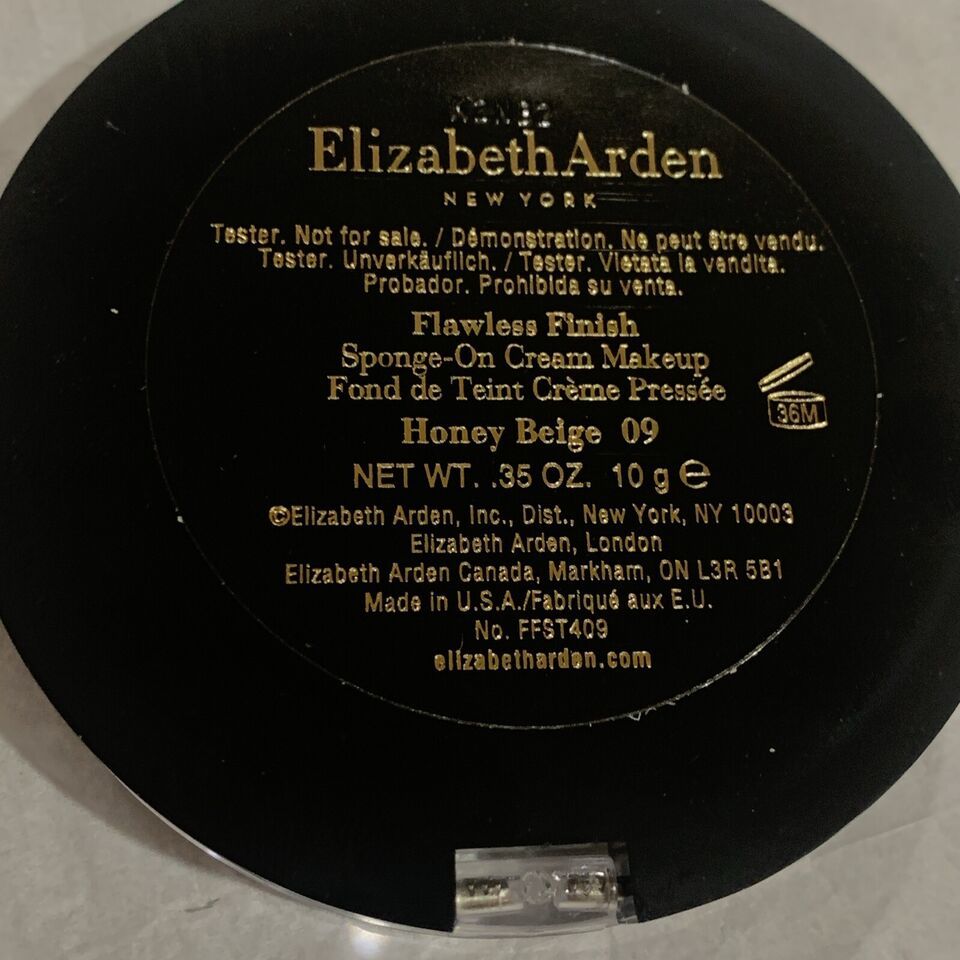 Elizabeth Arden
NEW YORK
Tester. Not for sale. / Démonstration. Ne peut être vendu.
Tester. Unverkäuflich. / Tester. Vietata la vendita.
Probador. Prohibida su venta.
Flawless Finish
Sponge-On Cream Makeup
Fond de Teint Crème Pressée
36M
Honey Beige 09
NET WT. .35 OZ. 10 g ℮
©Elizabeth Arden, Inc., Dist., New York, NY 10003
Elizabeth Arden, London
Elizabeth Arden Canada, Markham, ON L3R 5B1
Made in U.S.A./Fabriqué aux E.U.
No. FFST409
elizabetharden.com